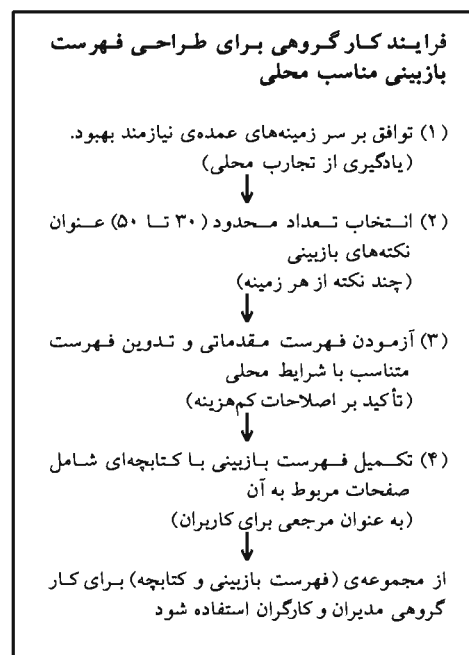 فرایند کار گروهی برای طراحی فهرست
بازبینی مناسب محلی
(۱) توافق بر سر زمینه‌های عمده‌ی نیازمند بهبود.
(یادگیری از تجارب محلی)
(۲) انتخاب تعداد محدود (۳۰ تا ۵۰) عنوان
نکته‌های بازبینی
(چند نکته از هر زمینه)
(۳) آزمودن فهرست مقدماتی و تدوین فهرست
متناسب با شرایط محلی
(تأکید بر اصلاحات کم‌هزینه)
(۴) تکمیل فهرست بازبینی با کتابچه‌ای شامل
صفحات مربوط به آن
(به عنوان مرجعی برای کاربران)
از مجموعه‌ی (فهرست بازبینی و کتابچه) برای کار
گروهی مدیران و کارگران استفاده شود